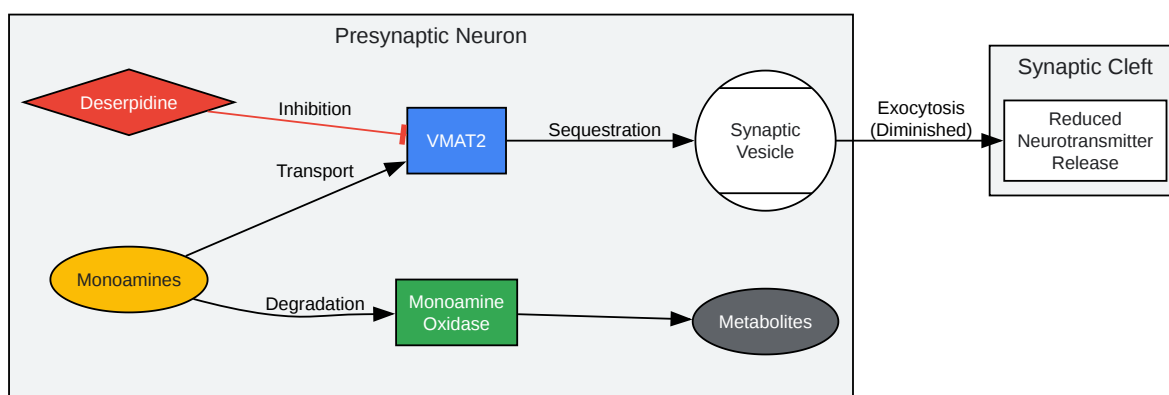 Presynaptic Neuron
Synaptic Cleft
Deserpidine
Inhibition
VMAT2
Sequestration
Synaptic
Vesicle
Exocytosis
(Diminished)
Reduced
Neurotransmitter
Release
Transport
Monoamines
Degradation
Monoamine
Oxidase
Metabolites